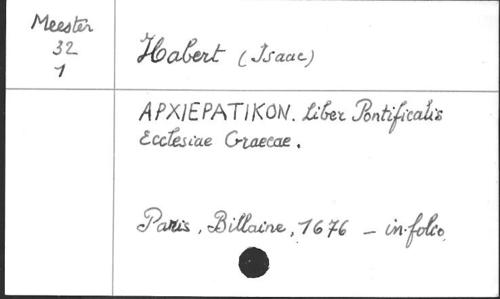 Meester
32
1
Habert (Isaac)
ΑΡΧΙΕΡΑΤΙΚΟΝ. Liber Pontificalis
Ecclesiae Graecae.
Paris, Billaine, 1676 - in-folio